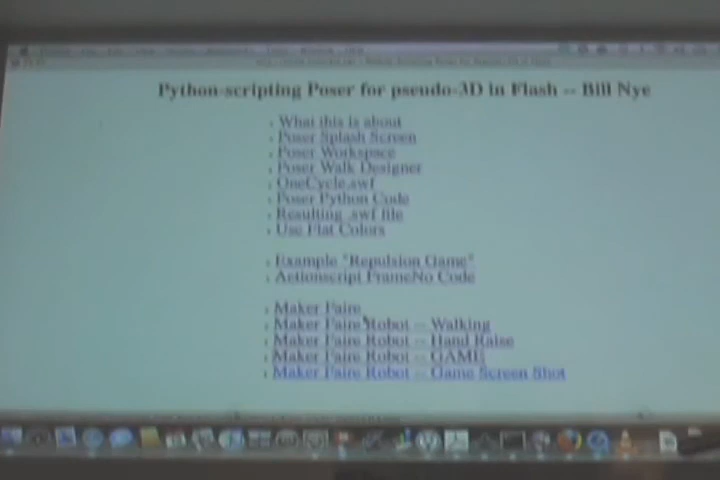 Python-scripting Poser for pseudo-3D in Flash -- Bill Nye
What this is about
Poser Splash Screen
Poser Workspace
Poser Walk Designer
OneCycle.swf
Poser Python Code
Resulting .swf file
Use Flat Colors
Example "Repulsion Game"
Actionscript FrameNo Code
Maker Faire
Maker Faire Robot -- Walking
Maker Faire Robot -- Hand Raise
Maker Faire Robot -- GAME
Maker Faire Robot -- Game Screen Shot